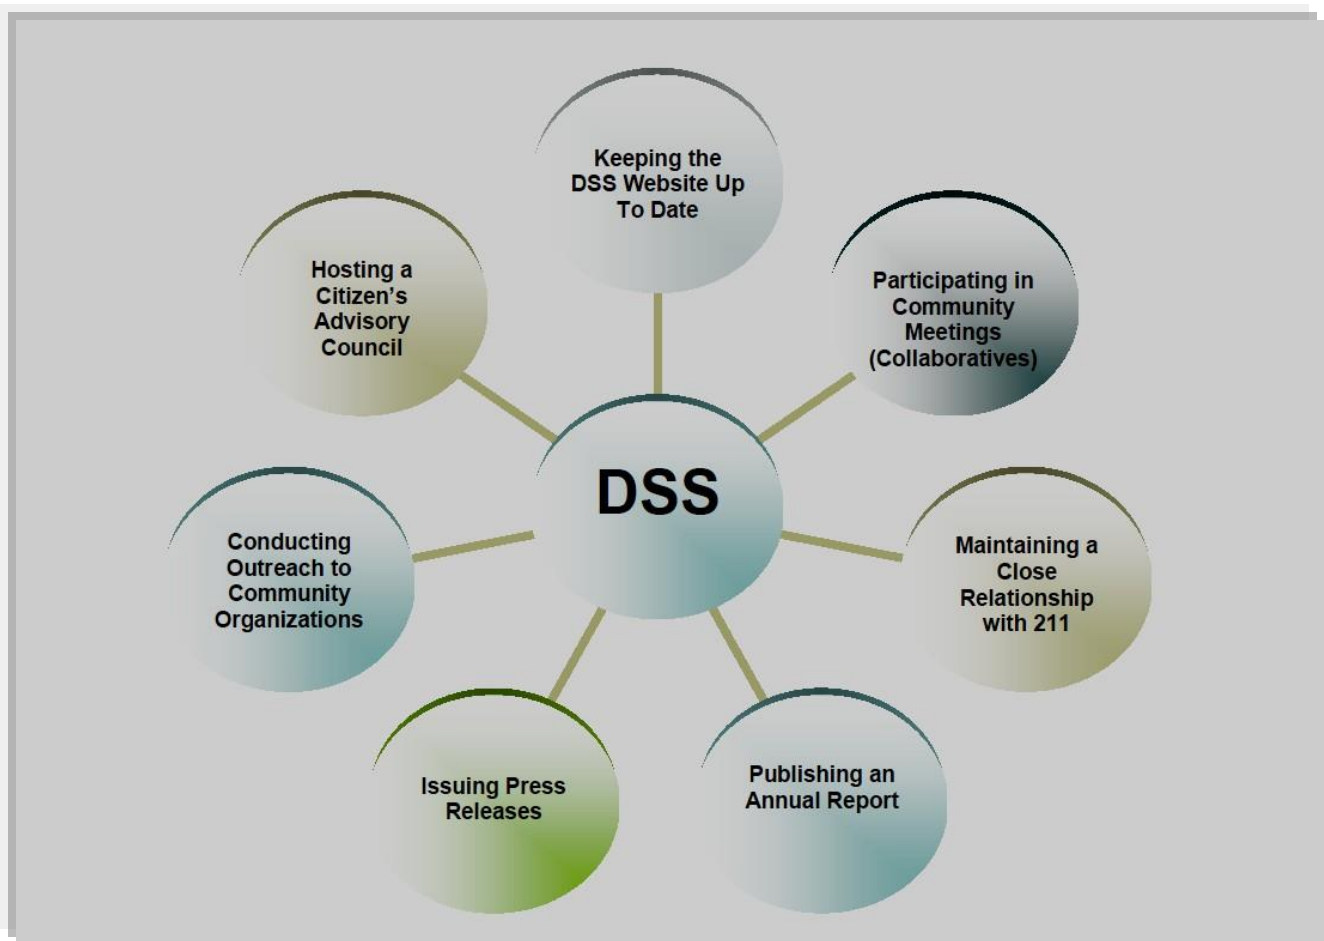 Keeping the
DSS Website Up
To Date
Participating in
Community
Meetings
(Collaboratives)
Maintaining a
Close
Relationship
with 211
Publishing an
Annual Report
Issuing Press
Releases
Conducting
Outreach to
Community
Organizations
Hosting a
Citizen’s
Advisory
Council
DSS